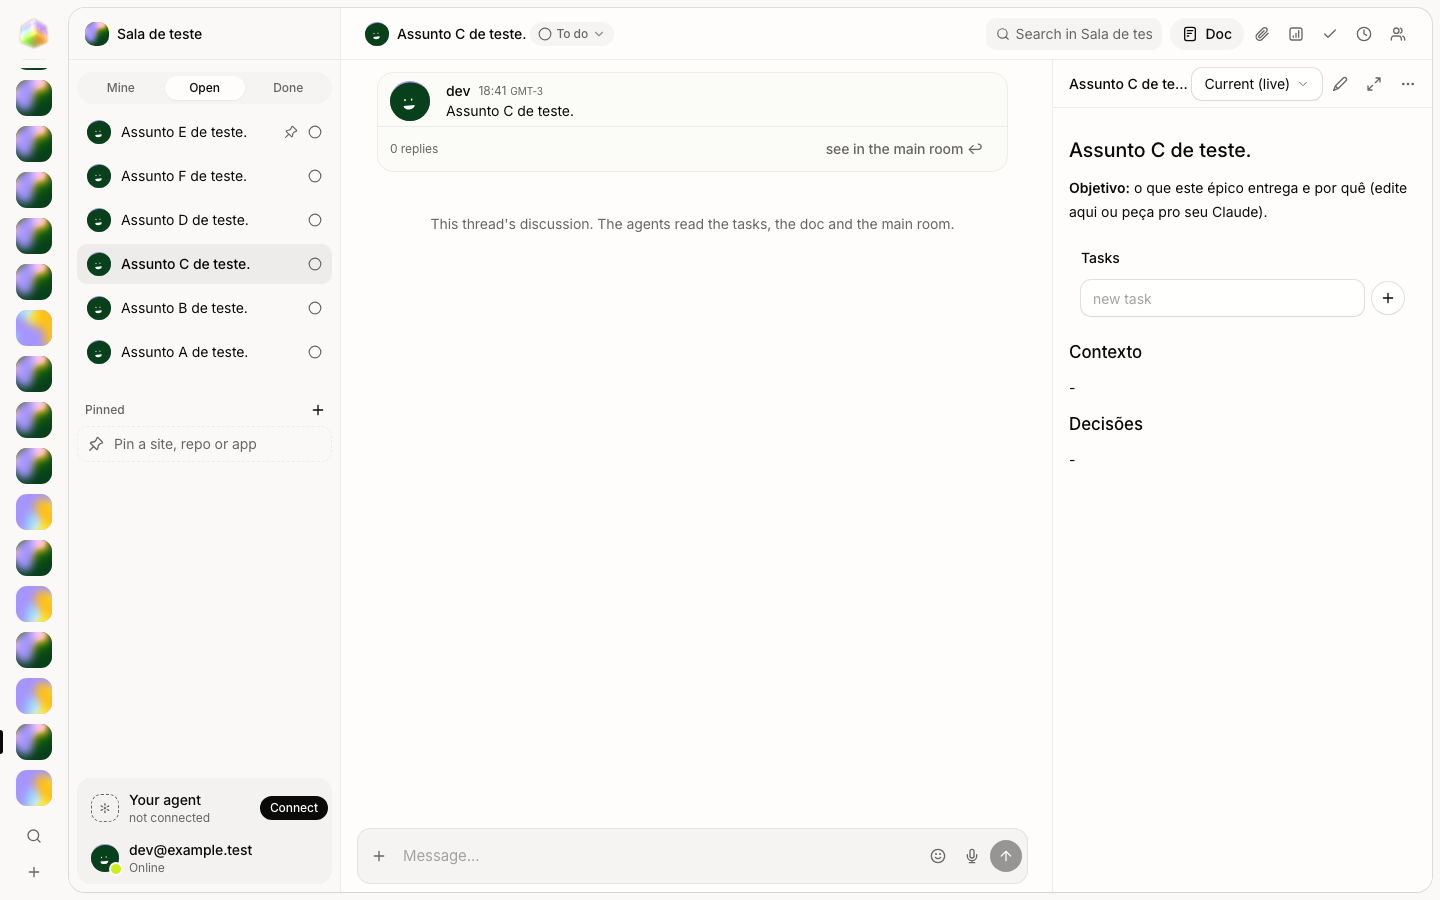 Sala de teste
Mine
Open
Done
Assunto E de teste.
Assunto F de teste.
Assunto D de teste.
Assunto C de teste.
Assunto B de teste.
Assunto A de teste.
Pinned
Pin a site, repo or app
Your agent
not connected
Connect
dev@example.test
Online
Assunto C de teste.
To do
Search in Sala de tes
Doc
dev 18:41 GMT-3
Assunto C de teste.
0 replies
see in the main room
This thread's discussion. The agents read the tasks, the doc and the main room.
Message...
Assunto C de te...
Current (live)
Assunto C de teste.
Objetivo: o que este épico entrega e por quê (edite
aqui ou peça pro seu Claude).
Tasks
new task
Contexto
-
Decisões
-